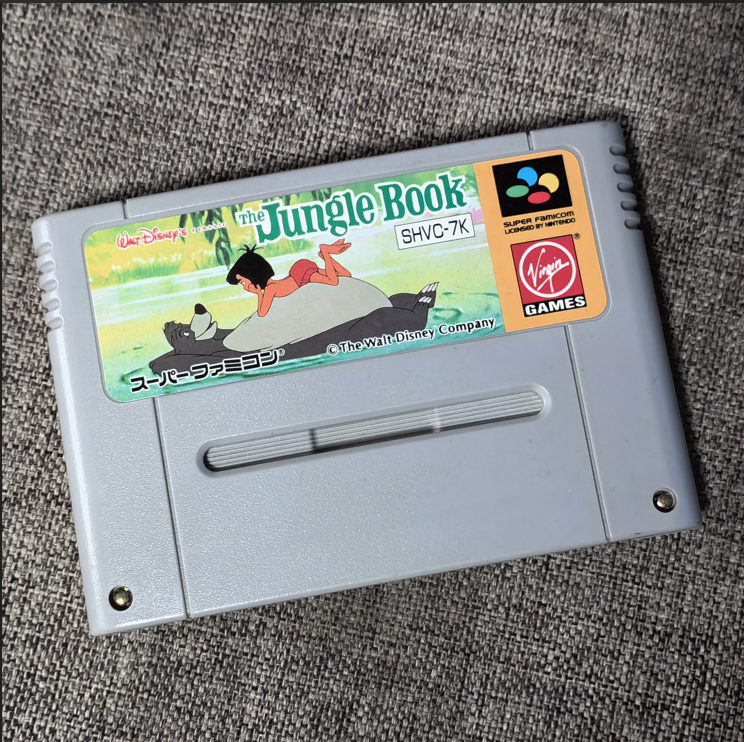 Walt Disney's CLASSIC
The Jungle Book
SHVC-7K
スーパーファミコン®
© The Walt Disney Company
SUPER FAMICOM
LICENSED BY NINTENDO
Virgin®
GAMES